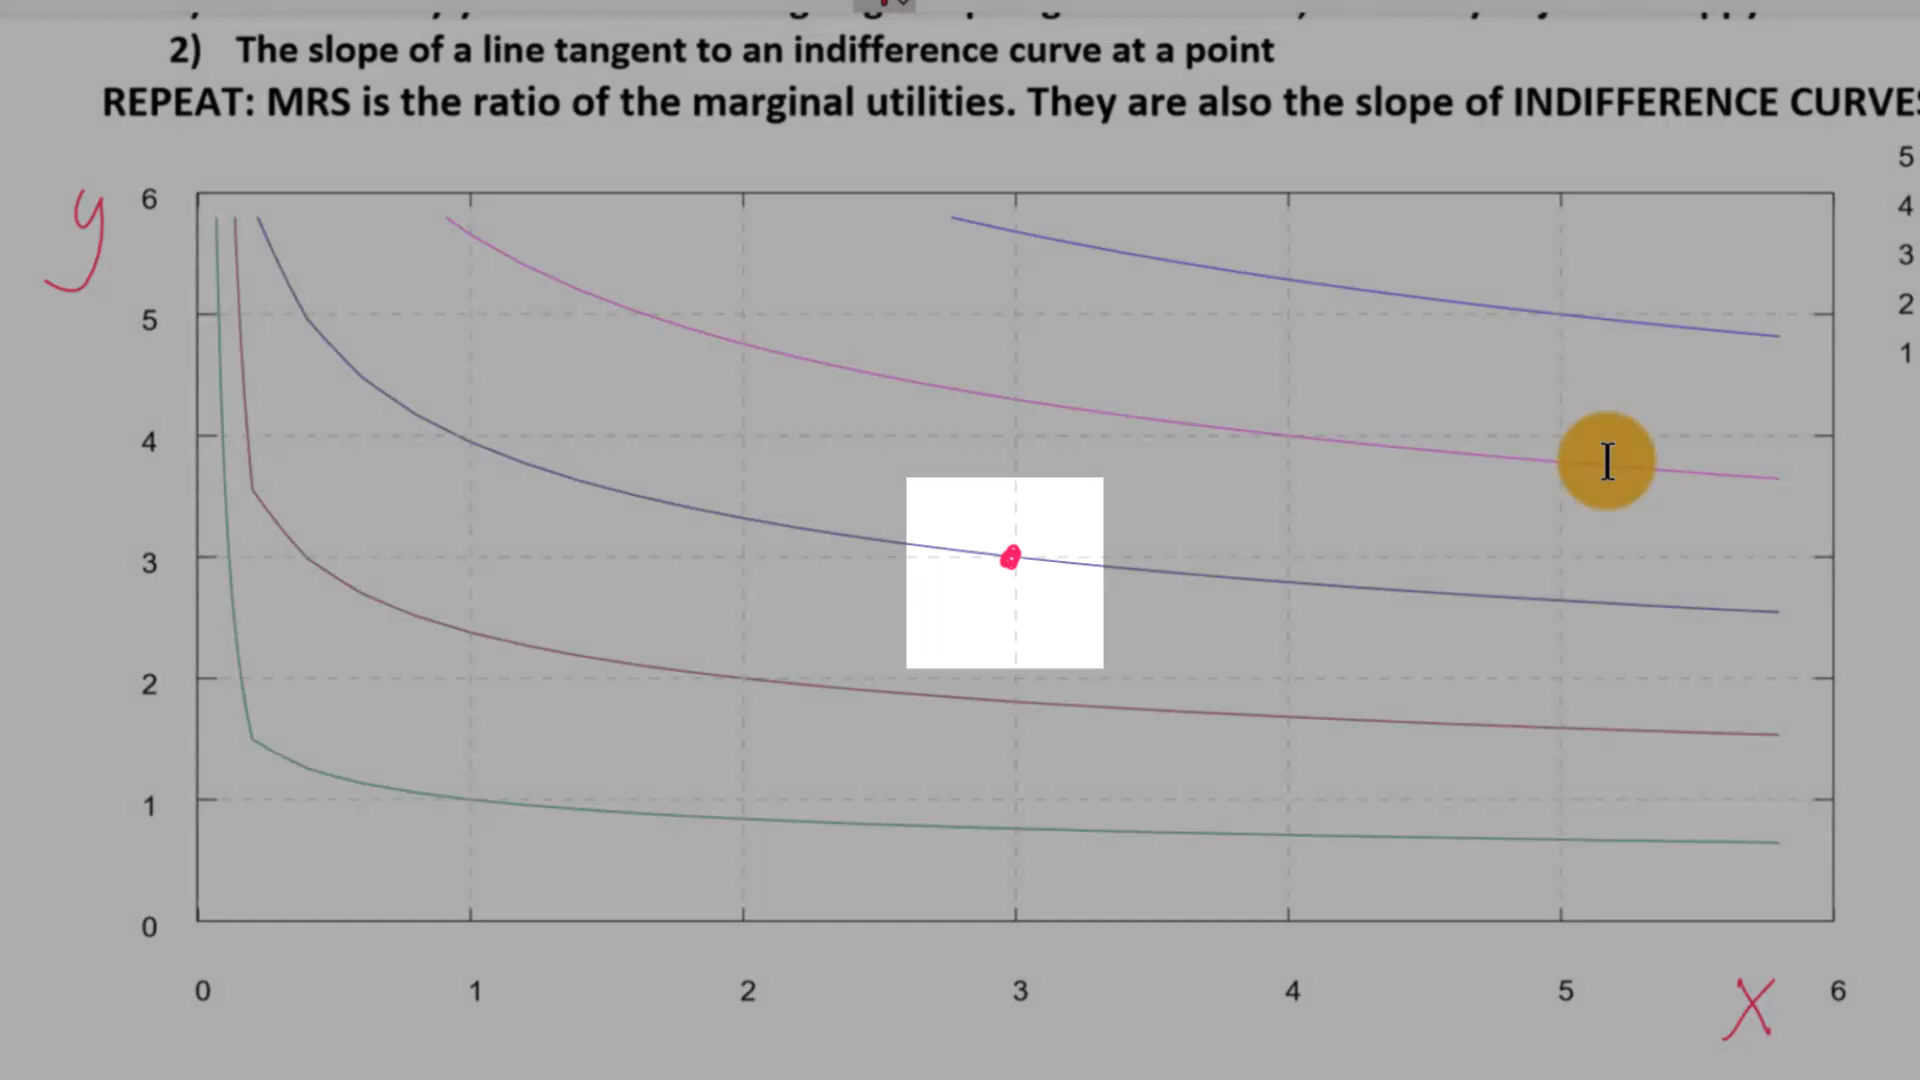 2) The slope of a line tangent to an indifference curve at a point
REPEAT: MRS is the ratio of the marginal utilities. They are also the slope of INDIFFERENCE CURVES
y
6
5
4
3
2
1
0
0 1 2 3 4 5 6
x
5
4
3
2
1